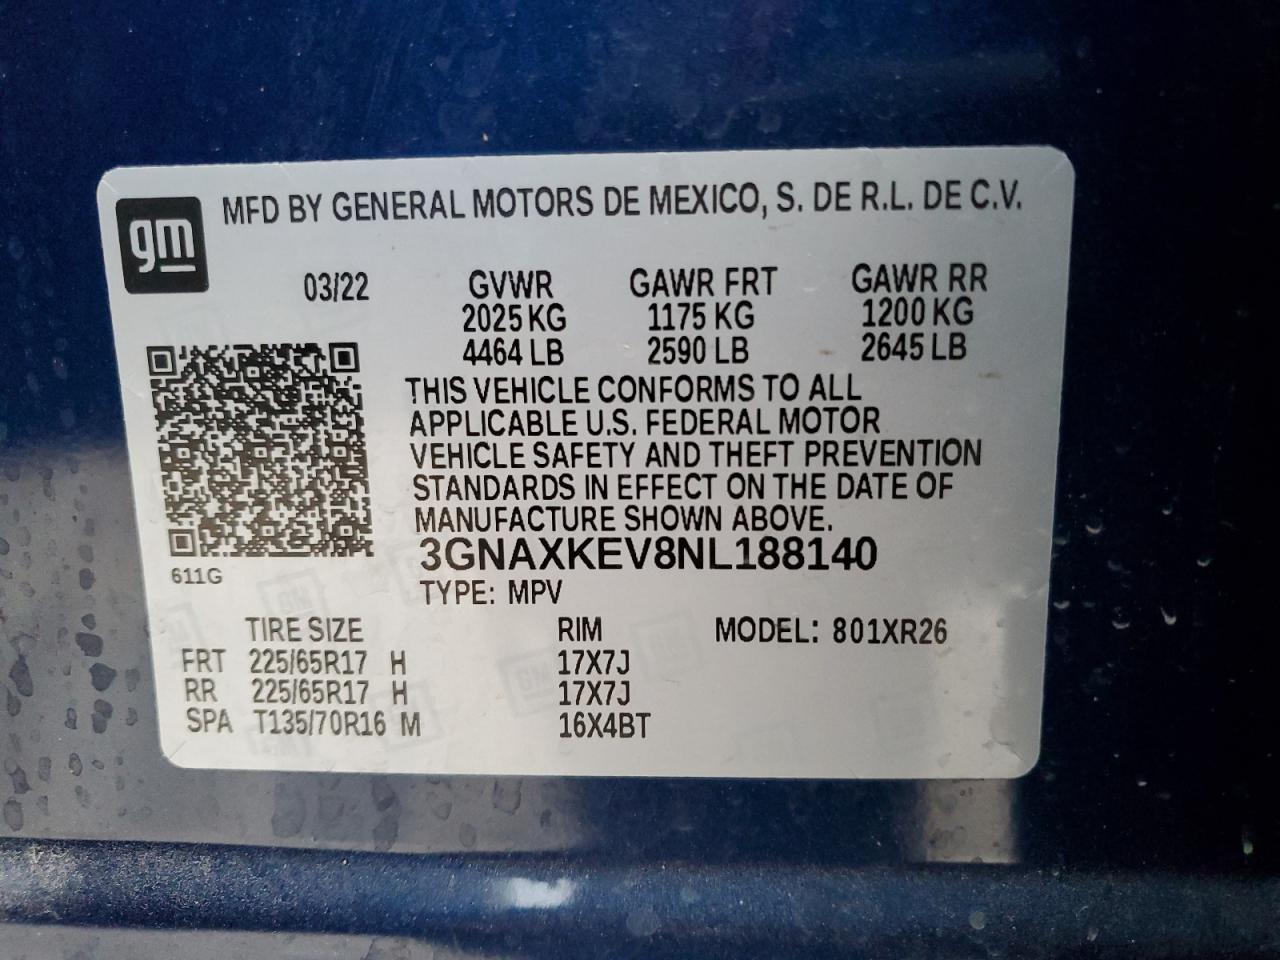 gm
MFD BY GENERAL MOTORS DE MEXICO, S. DE R.L. DE C.V.
03/22 GVWR GAWR FRT GAWR RR
2025 KG 1175 KG 1200 KG
4464 LB 2590 LB 2645 LB
THIS VEHICLE CONFORMS TO ALL
APPLICABLE U.S. FEDERAL MOTOR
VEHICLE SAFETY AND THEFT PREVENTION
STANDARDS IN EFFECT ON THE DATE OF
MANUFACTURE SHOWN ABOVE.
3GNAXKEV8NL188140
611G
TYPE: MPV
TIRE SIZE RIM MODEL: 801XR26
FRT 225/65R17 H 17X7J
RR 225/65R17 H 17X7J
SPA T135/70R16 M 16X4BT